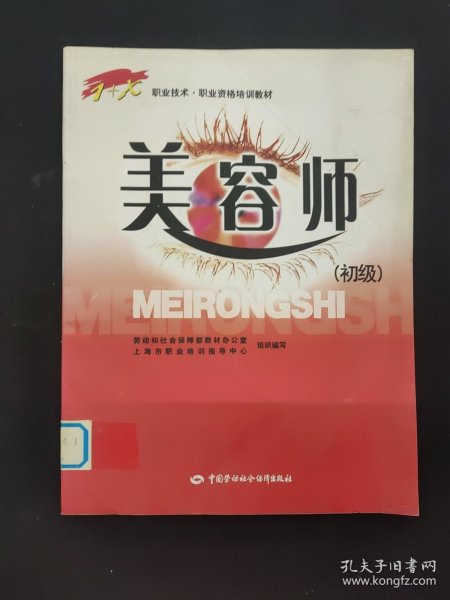 1+X 职业技术·职业资格培训教材
美容师
(初级)
MEIRONGSHI
MEIRONGSH
劳动和社会保障部教材办公室
上海市职业培训指导中心
组织编写
中国劳动社会保障出版社
孔夫子旧书网
www.kongfz.com